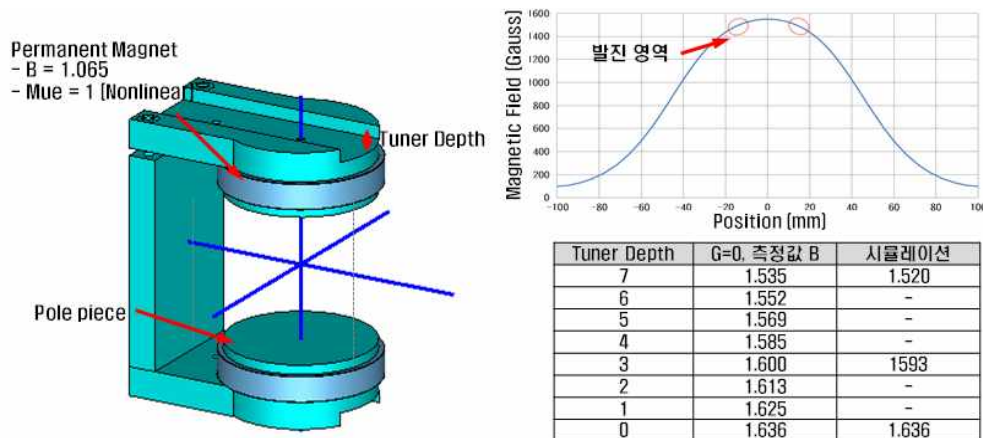 Permanent Magnet
- B = 1.065
- Mue = 1 (Nonlinea
Tuner Depth
Pole piece
Magnetic Field (Gauss)
1600
1400
1200
1000
800
600
400
200
0
발진 영역
-100 -80 -60 -40 -20 0 20 40 60 80 100
Position (mm)
Tuner Depth G=0, 측정값 B 시뮬레이션
7 1.535 1.520
6 1.552 -
5 1.569 -
4 1.585 -
3 1.600 1593
2 1.613 -
1 1.625 -
0 1.636 1.636